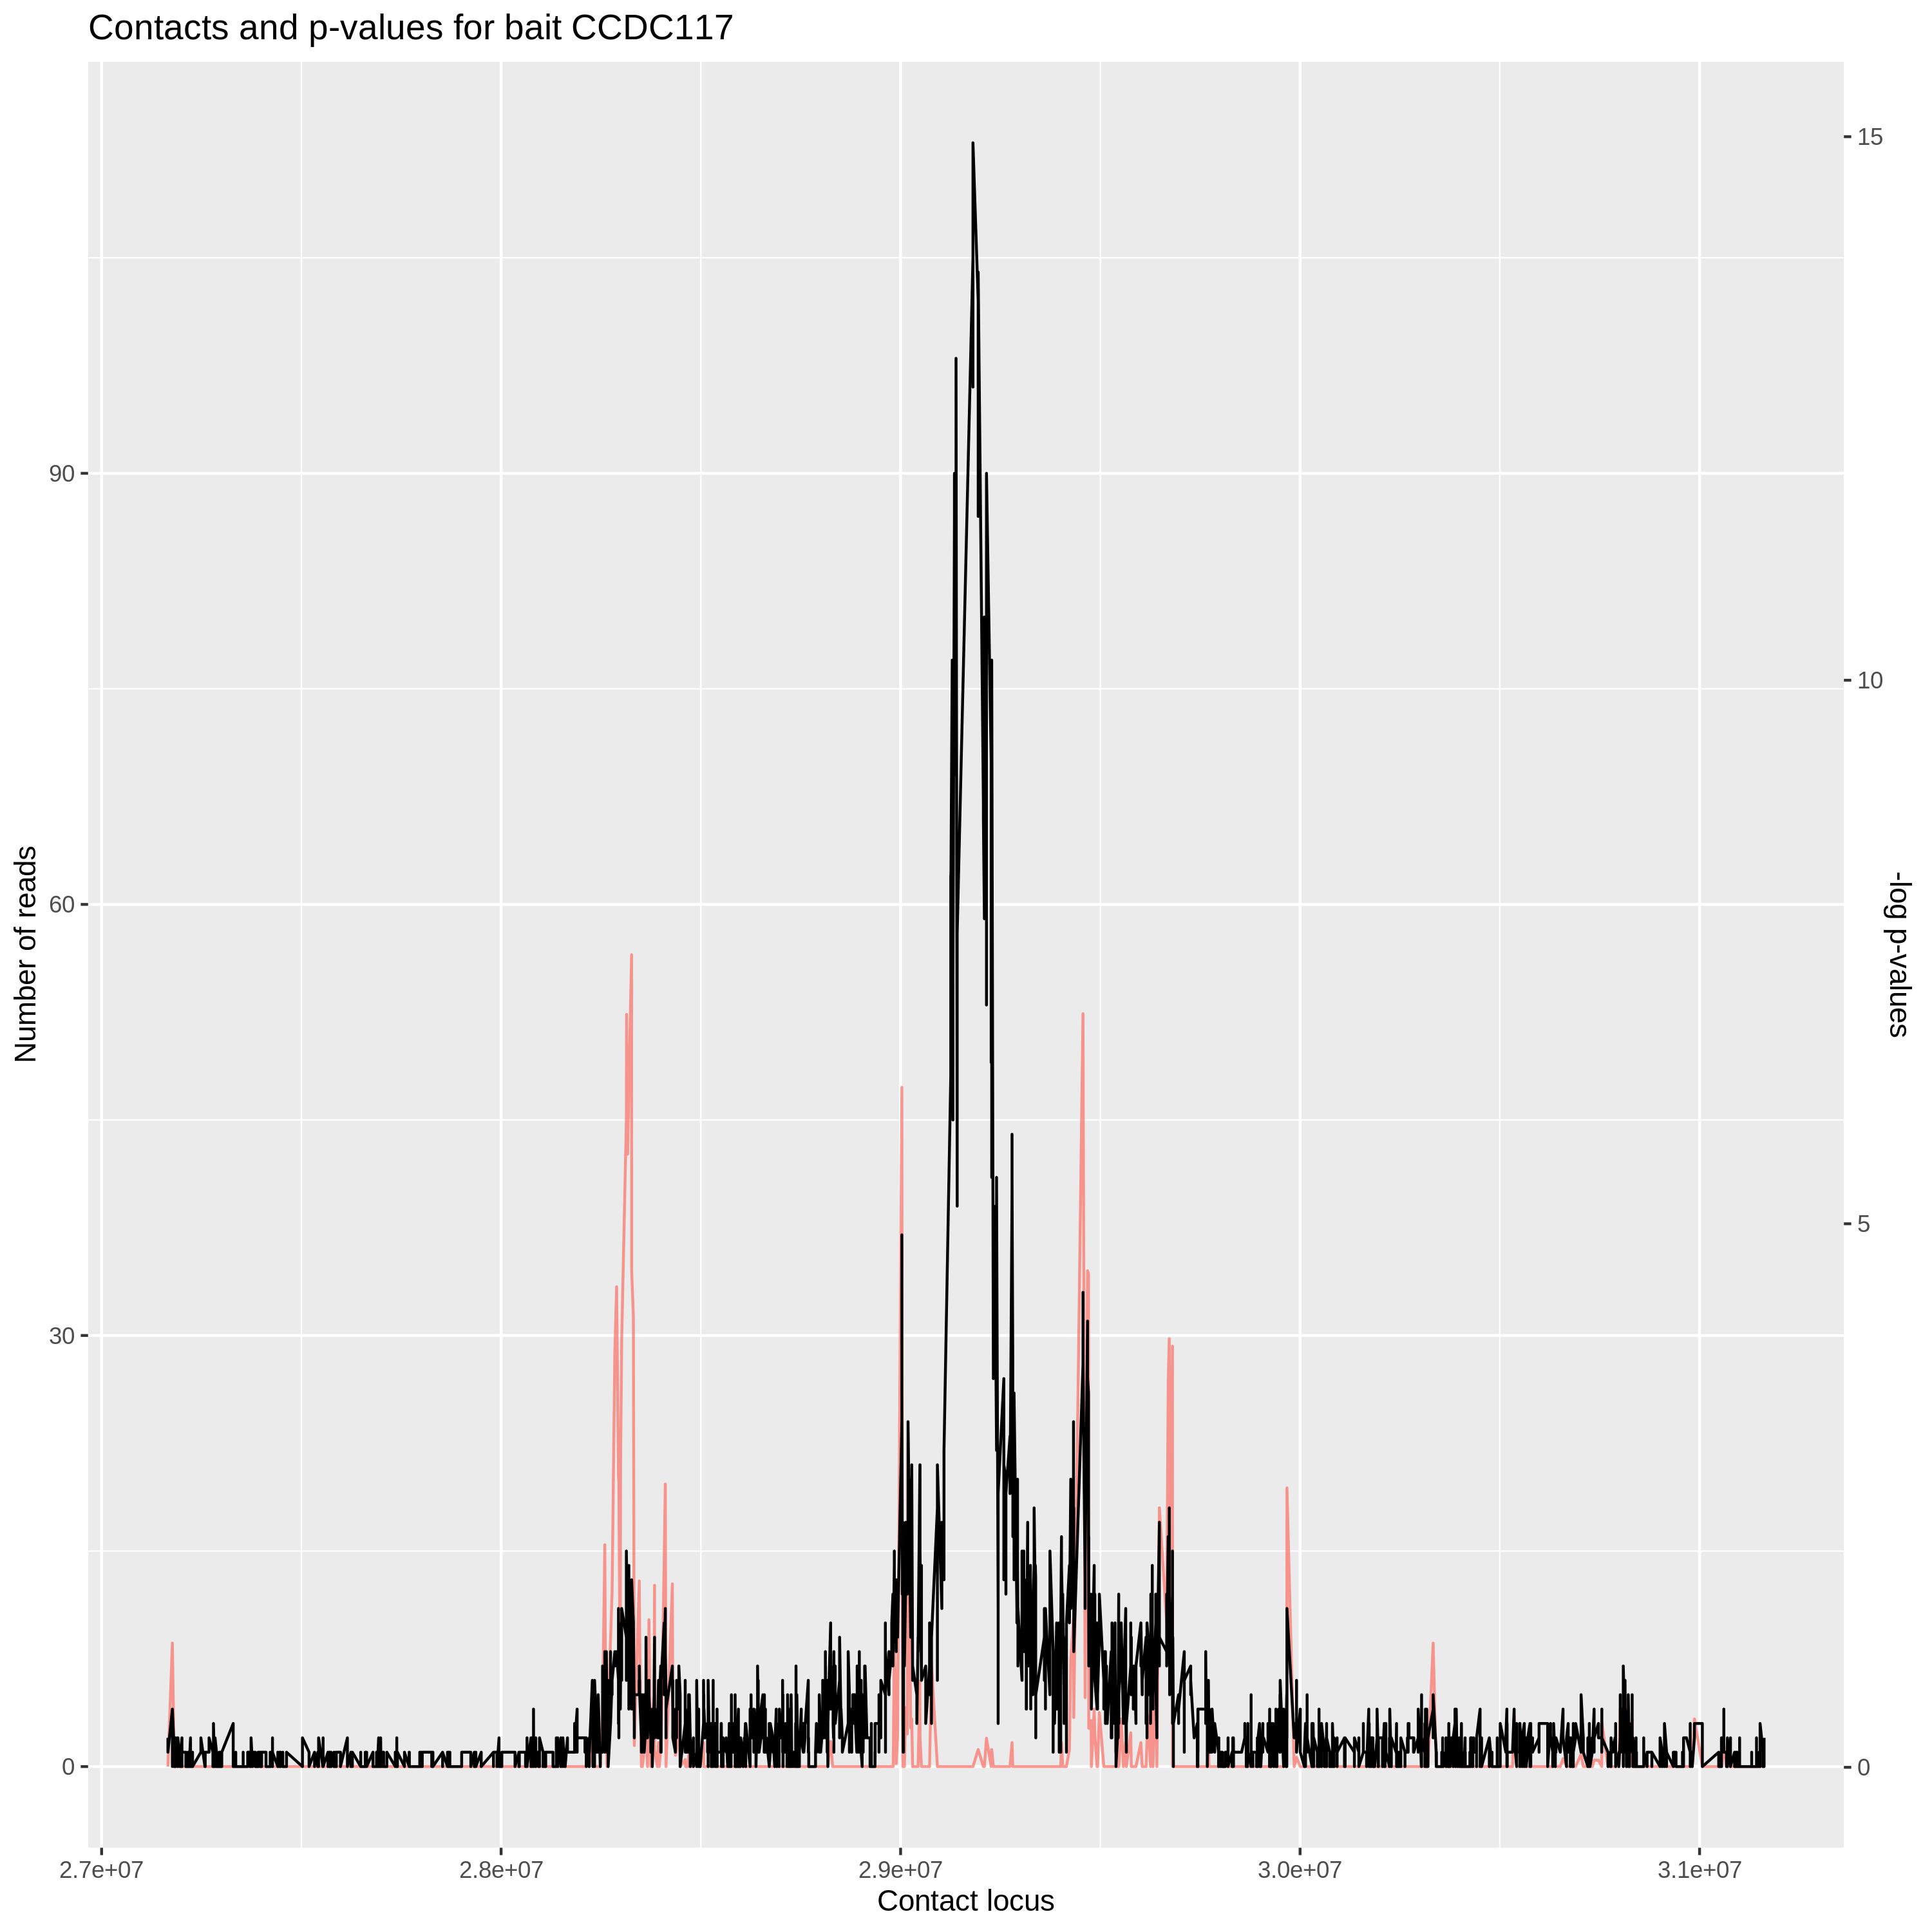 Contacts and p-values for bait CCDC117
Number of reads
90
60
30
0
15
10
5
0
-log p-values
2.7e+07 2.8e+07 2.9e+07 3.0e+07 3.1e+07
Contact locus